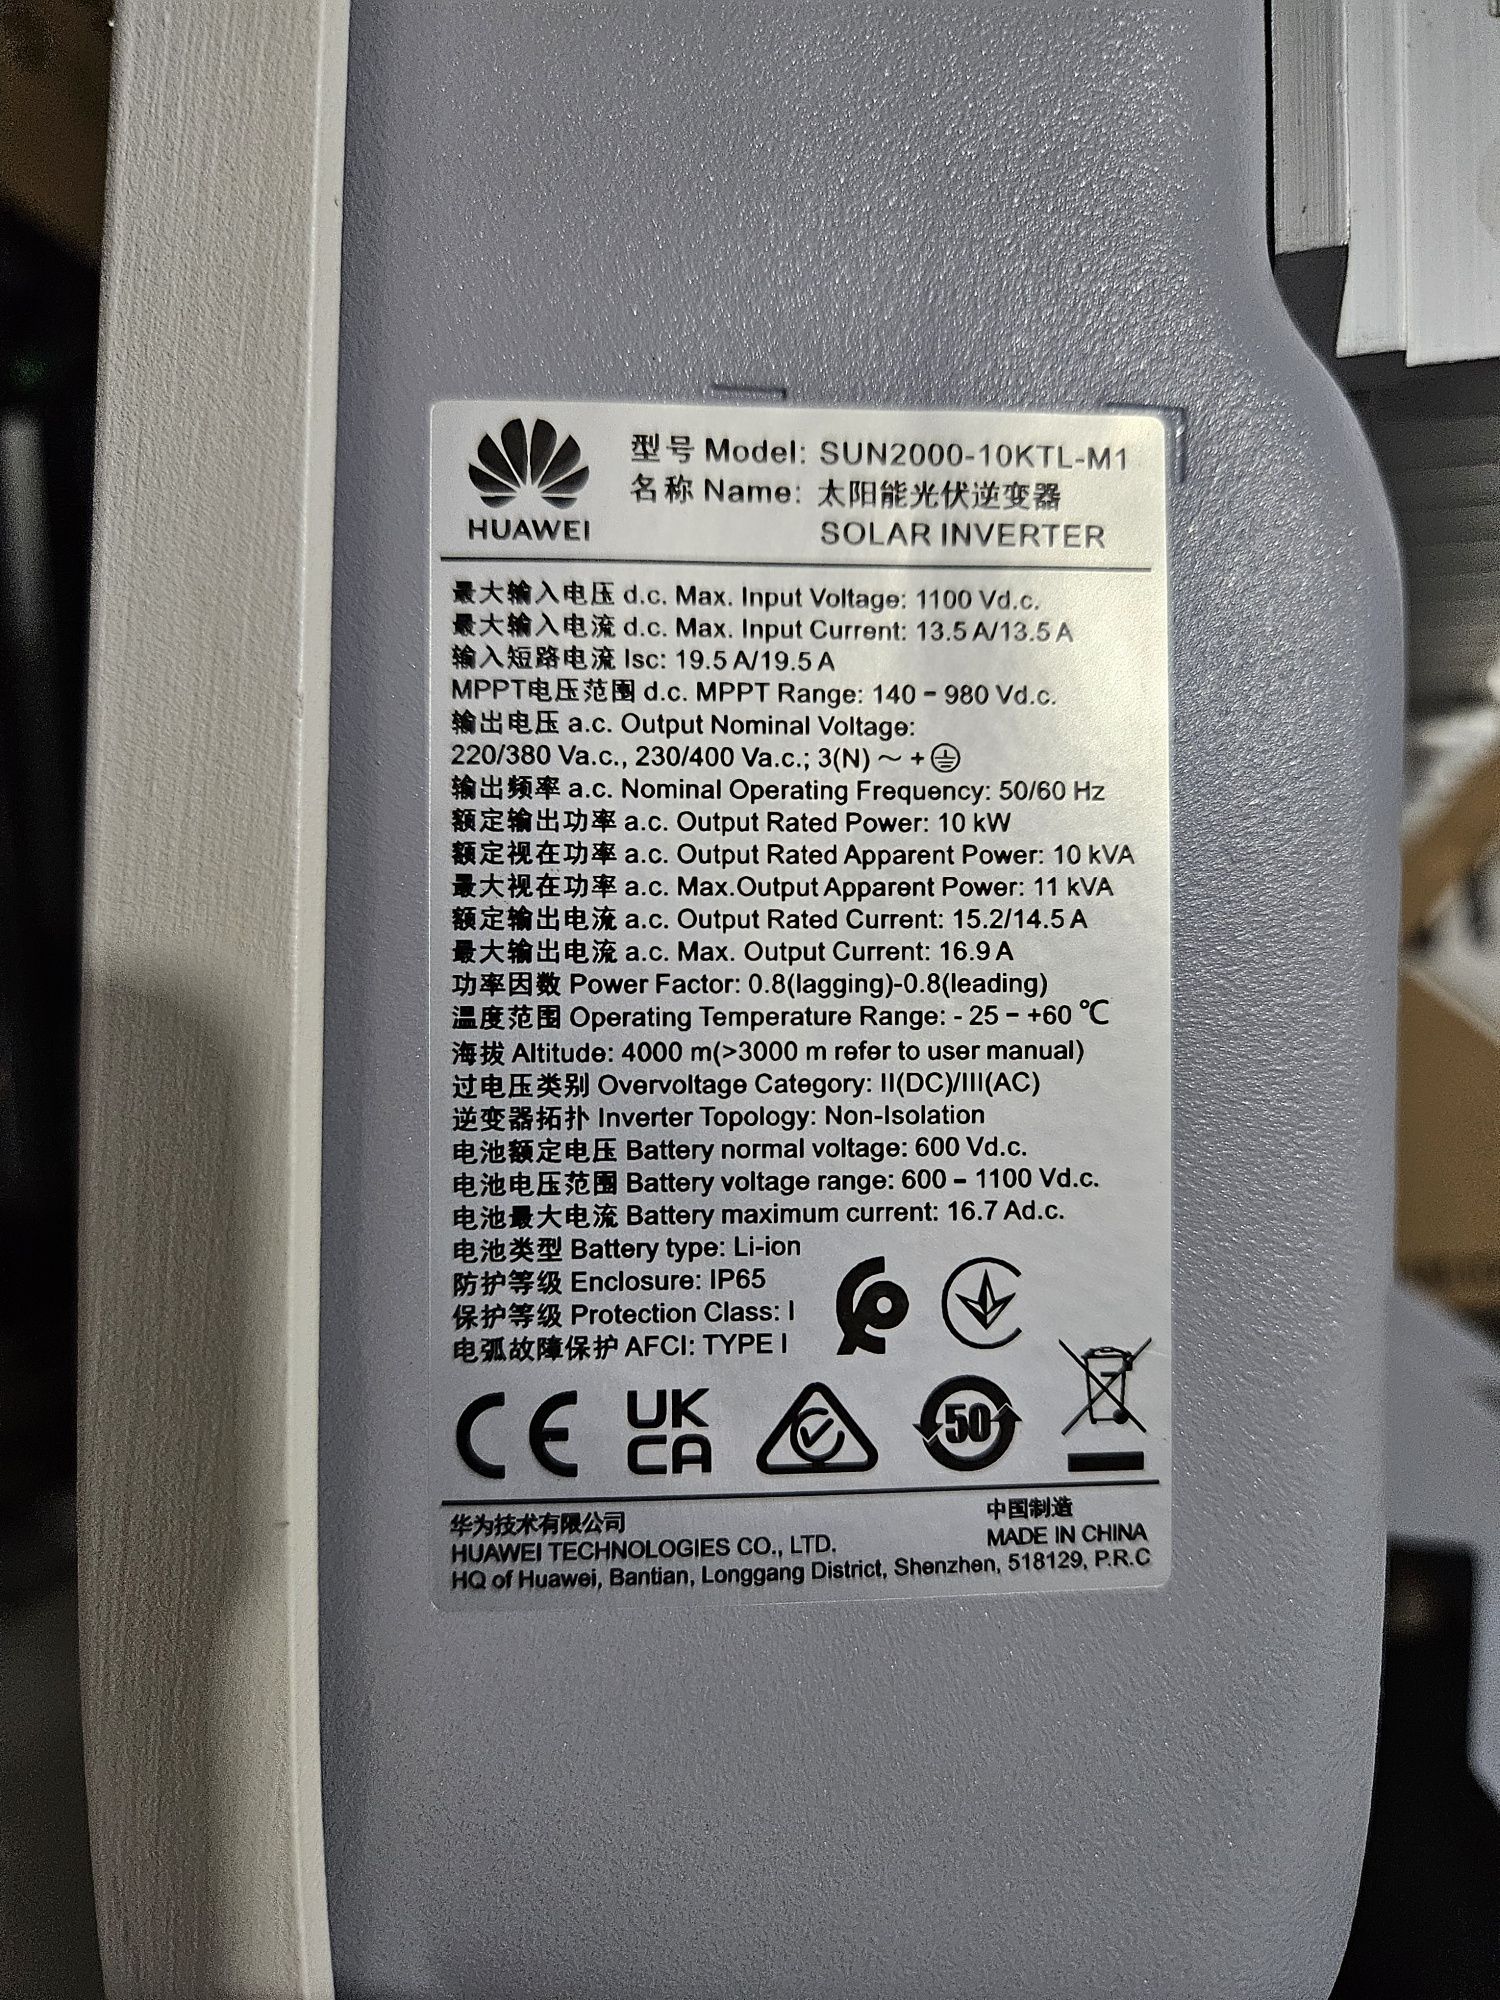 HUAWEI
型号 Model: SUN2000-10KTL-M1
名称 Name: 太阳能光伏逆变器
SOLAR INVERTER
最大输入电压 d.c. Max. Input Voltage: 1100 Vd.c.
最大输入电流 d.c. Max. Input Current: 13.5 A/13.5 A
输入短路电流 Isc: 19.5 A/19.5 A
MPPT电压范围 d.c. MPPT Range: 140 – 980 Vd.c.
输出电压 a.c. Output Nominal Voltage:
220/380 Va.c., 230/400 Va.c.; 3(N) ~ + ⏚
输出频率 a.c. Nominal Operating Frequency: 50/60 Hz
额定输出功率 a.c. Output Rated Power: 10 kW
额定视在功率 a.c. Output Rated Apparent Power: 10 kVA
最大视在功率 a.c. Max.Output Apparent Power: 11 kVA
额定输出电流 a.c. Output Rated Current: 15.2/14.5 A
最大输出电流 a.c. Max. Output Current: 16.9 A
功率因数 Power Factor: 0.8(lagging)-0.8(leading)
温度范围 Operating Temperature Range: - 25 – +60 ℃
海拔 Altitude: 4000 m(>3000 m refer to user manual)
过电压类别 Overvoltage Category: II(DC)/III(AC)
逆变器拓扑 Inverter Topology: Non-Isolation
电池额定电压 Battery normal voltage: 600 Vd.c.
电池电压范围 Battery voltage range: 600 – 1100 Vd.c.
电池最大电流 Battery maximum current: 16.7 Ad.c.
电池类型 Battery type: Li-ion
防护等级 Enclosure: IP65
保护等级 Protection Class: I
电弧故障保护 AFCI: TYPE I
CE UK CA 50
华为技术有限公司 中国制造
HUAWEI TECHNOLOGIES CO., LTD. MADE IN CHINA
HQ of Huawei, Bantian, Longgang District, Shenzhen, 518129, P.R.C